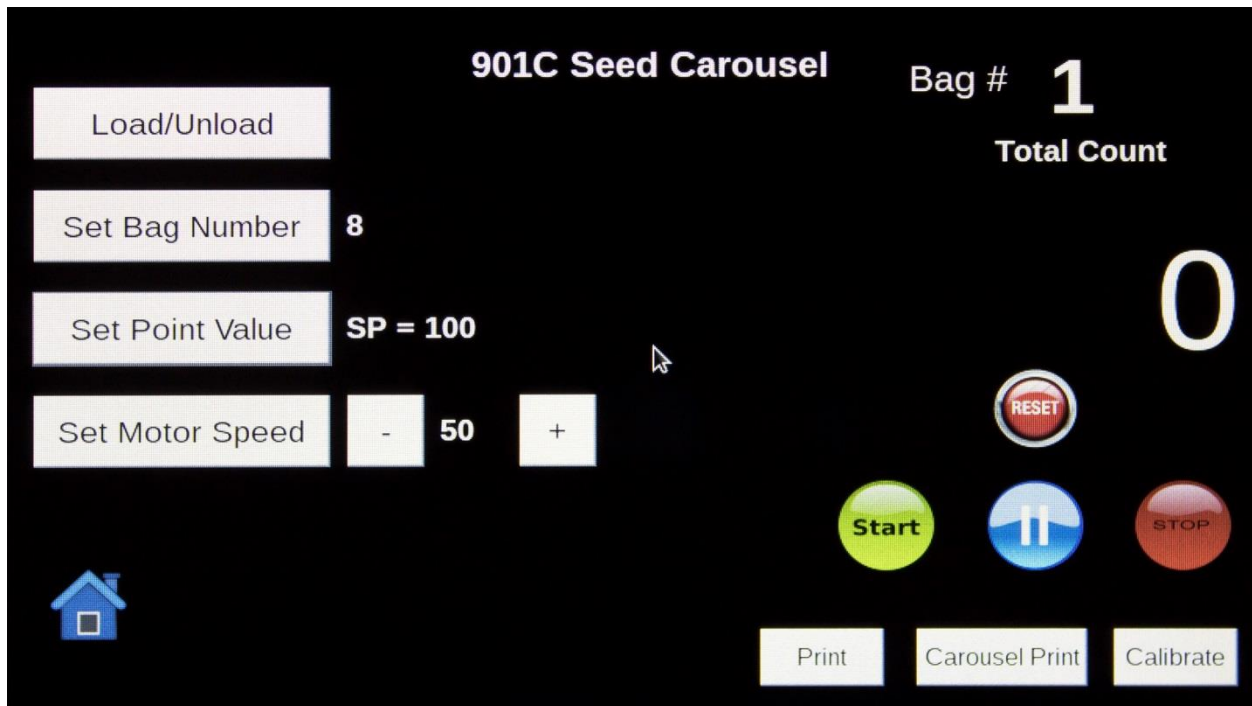 901C Seed Carousel
Bag # 1
Total Count
0
Load/Unload
Set Bag Number 8
Set Point Value SP = 100
Set Motor Speed - 50 +
RESET
Start
STOP
Print
Carousel Print
Calibrate